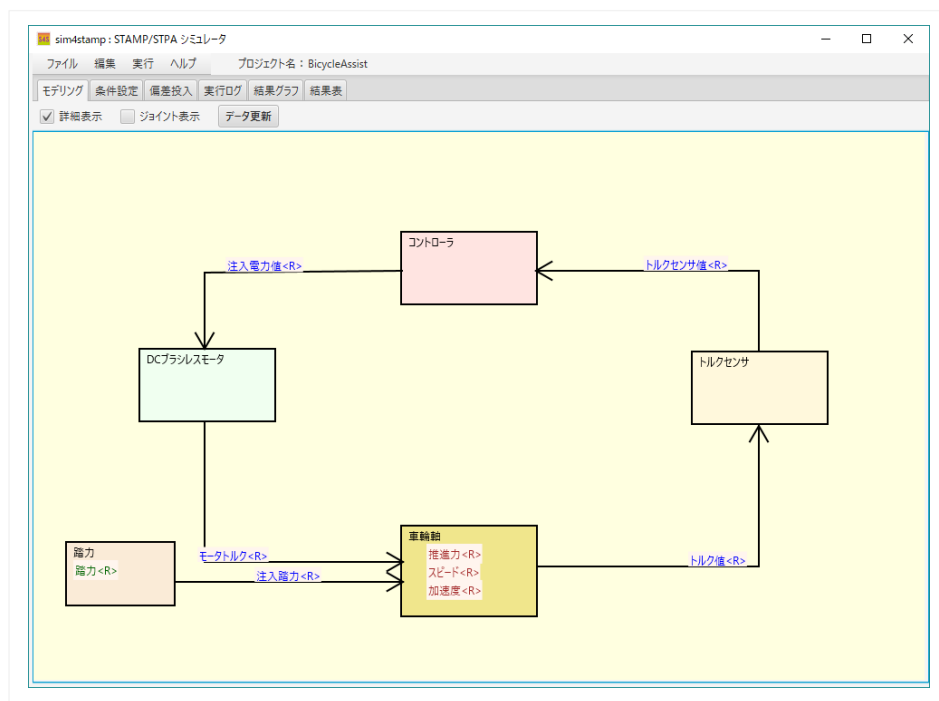 S4S sim4stamp : STAMP/STPA シミュレータ
ファイル 編集 実行 ヘルプ プロジェクト名 : BicycleAssist
モデリング 条件設定 偏差投入 実行ログ 結果グラフ 結果表
詳細表示 ジョイント表示 データ更新
コントローラ
注入電力値<R>
トルクセンサ値<R>
DCブラシレスモータ
トルクセンサ
車輪軸
推進力<R>
スピード<R>
加速度<R>
踏力
踏力<R>
モータトルク<R>
注入踏力<R>
トルク値<R>